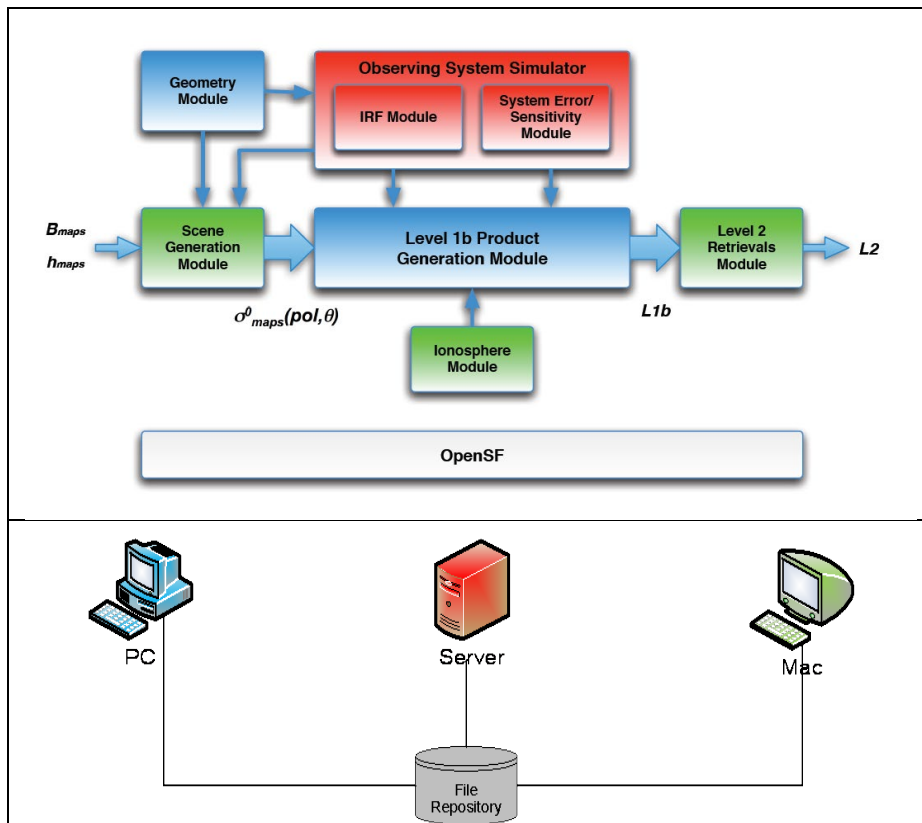 Observing System Simulator
Geometry
Module
IRF Module
System Error/
Sensitivity
Module
Bmaps
hmaps
Scene
Generation
Module
Level 1b Product
Generation Module
Level 2
Retrievals
Module
L2
σ⁰maps(pol,θ)
L1b
Ionosphere
Module
OpenSF
PC
Server
Mac
File
Repository